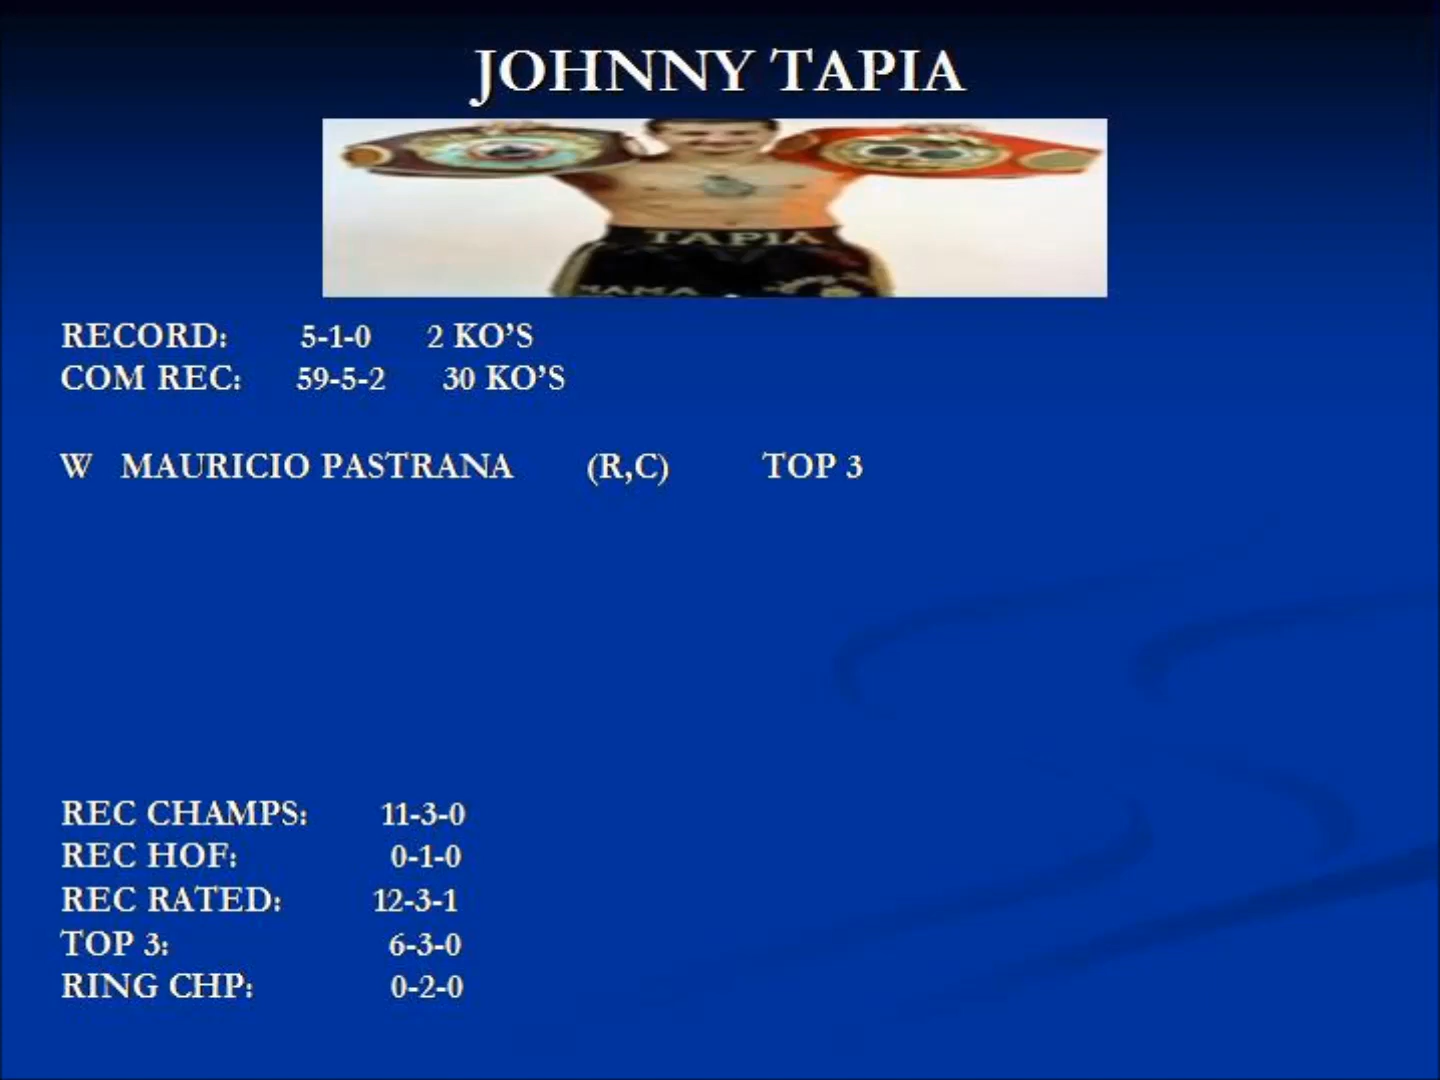 JOHNNY TAPIA
TAPIA
MAMA
RECORD: 5-1-0 2 KO'S
COM REC: 59-5-2 30 KO'S
W MAURICIO PASTRANA (R,C) TOP 3
REC CHAMPS: 11-3-0
REC HOF: 0-1-0
REC RATED: 12-3-1
TOP 3: 6-3-0
RING CHP: 0-2-0